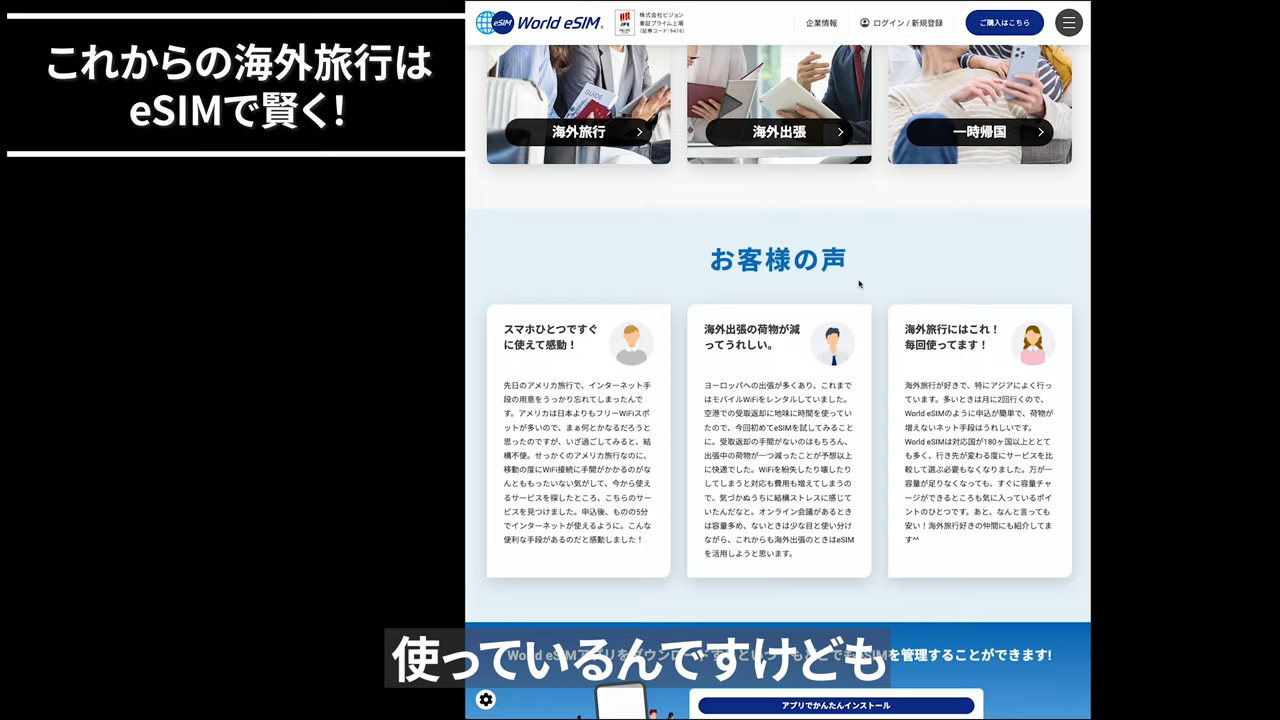 これからの海外旅行は
eSIMで賢く!
eSIM World eSIM
JPX
株式会社ビジョン
東証プライム上場
(証券コード:9416)
企業情報
ログイン / 新規登録
ご購入はこちら
GUIDE
海外旅行
海外出張
一時帰国
お客様の声
スマホひとつですぐ
に使えて感動！
先日のアメリカ旅行で、インターネット手
段の用意をうっかり忘れてしまったんで
す。アメリカは日本よりもフリーWiFiスポ
ットが多いので、まぁ何とかなるだろうと
思ったのですが、いざ過ごしてみると、結
構不便。せっかくのアメリカ旅行なのに、
移動の度にWiFi接続に手間がかかるのがな
んとももったいない気がして、今から使え
るサービスを探したところ、こちらのサー
ビスを見つけました。申込後、ものの5分
でインターネットが使えるように。こんな
便利な手段があるのだと感動しました！
海外出張の荷物が減
ってうれしい。
ヨーロッパへの出張が多くあり、これまで
はモバイルWiFiをレンタルしていました。
空港での受取返却に地味に時間を使ってい
たので、今回初めてeSIMを試してみること
に。受取返却の手間がないのはもちろん、
出張中の荷物が一つ減ったことが予想以上
に快適でした。WiFiを紛失したり壊したり
してしまうと対応も費用も増えてしまうの
で、気づかぬうちに結構ストレスに感じて
いたんだなと。オンライン会議があるとき
は容量多め、ないときは少な目と使い分け
ながら、これからも海外出張のときはeSIM
を活用しようと思います。
海外旅行にはこれ！
毎回使ってます！
海外旅行が好きで、特にアジアによく行っ
ています。多いときは月に2回行くので、
World eSIMのように申込が簡単で、荷物が
増えないネット手段はうれしいです。
World eSIMは対応国が180ヶ国以上ととて
も多く、行き先が変わる度にサービスを比
較して選ぶ必要もなくなりました。万が一
容量が足りなくなっても、すぐに容量チャ
ージができるところも気に入っているポイ
ントのひとつです。あと、なんと言っても
安い！海外旅行好きの仲間にも紹介してま
す^^
使っているんですけども
を管理することができます!
アプリでかんたんインストール